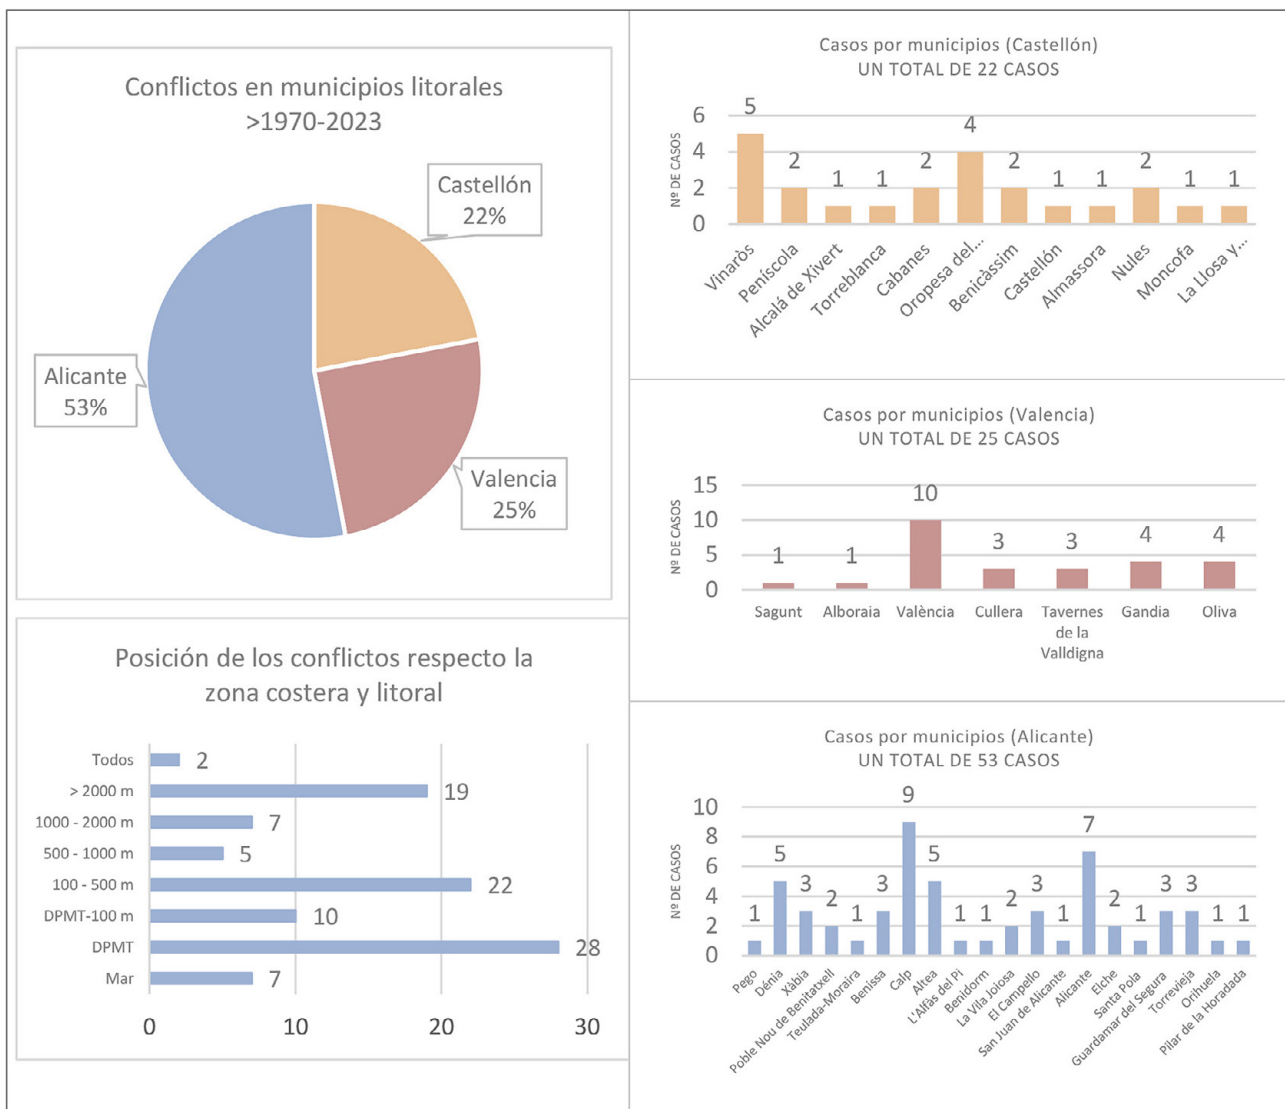 Conflictos en municipios litorales
>1970-2023
Castellón
22%
Alicante
53%
Valencia
25%
Posición de los conflictos respecto la
zona costera y litoral
Todos
2
> 2000 m
19
1000 - 2000 m
7
500 - 1000 m
5
100 - 500 m
22
DPMT-100 m
10
DPMT
28
Mar
7
0 10 20 30
Casos por municipios (Castellón)
UN TOTAL DE 22 CASOS
Nº DE CASOS
6
4
2
0
5 2 1 1 2 4 2 1 1 2 1 1
Vinaròs
Peníscola
Alcalá de Xivert
Torreblanca
Cabanes
Oropesa del...
Benicàssim
Castellón
Almassora
Nules
Moncofa
La Llosa y...
Casos por municipios (Valencia)
UN TOTAL DE 25 CASOS
Nº DE CASOS
15
10
5
0
1 1 10 3 3 4 4
Sagunt
Alboraia
València
Cullera
Tavernes
de la
Valldigna
Gandia
Oliva
Casos por municipios (Alicante)
UN TOTAL DE 53 CASOS
Nº DE CASOS
10
8
6
4
2
0
1 5 3 2 1 3 9 5 1 1 2 3 1 7 2 1 3 3 1 1
Pego
Dénia
Xàbia
Poble Nou de Benitatxell
Teulada-Moraira
Benissa
Calp
Altea
L'Alfàs del Pi
Benidorm
La Vila Joiosa
El Campello
San Juan de Alicante
Alicante
Elche
Santa Pola
Guardamar del Segura
Torrevieja
Orihuela
Pilar de la Horadada